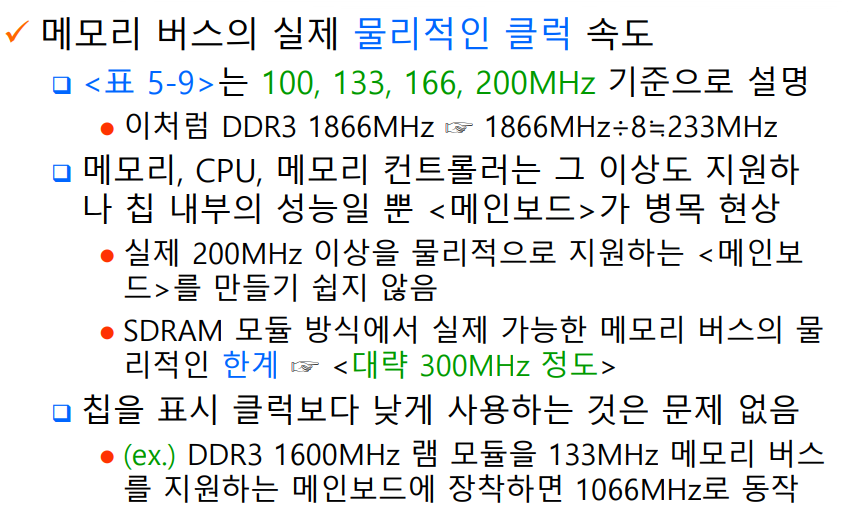 ✓ 메모리 버스의 실제 물리적인 클럭 속도
❑ <표 5-9>는 100, 133, 166, 200MHz 기준으로 설명
● 이처럼 DDR3 1866MHz ☞ 1866MHz÷8≒233MHz
❑ 메모리, CPU, 메모리 컨트롤러는 그 이상도 지원하
나 칩 내부의 성능일 뿐 <메인보드>가 병목 현상
● 실제 200MHz 이상을 물리적으로 지원하는 <메인보
드>를 만들기 쉽지 않음
● SDRAM 모듈 방식에서 실제 가능한 메모리 버스의 물
리적인 한계 ☞ <대략 300MHz 정도>
❑ 칩을 표시 클럭보다 낮게 사용하는 것은 문제 없음
● (ex.) DDR3 1600MHz 램 모듈을 133MHz 메모리 버스
를 지원하는 메인보드에 장착하면 1066MHz로 동작